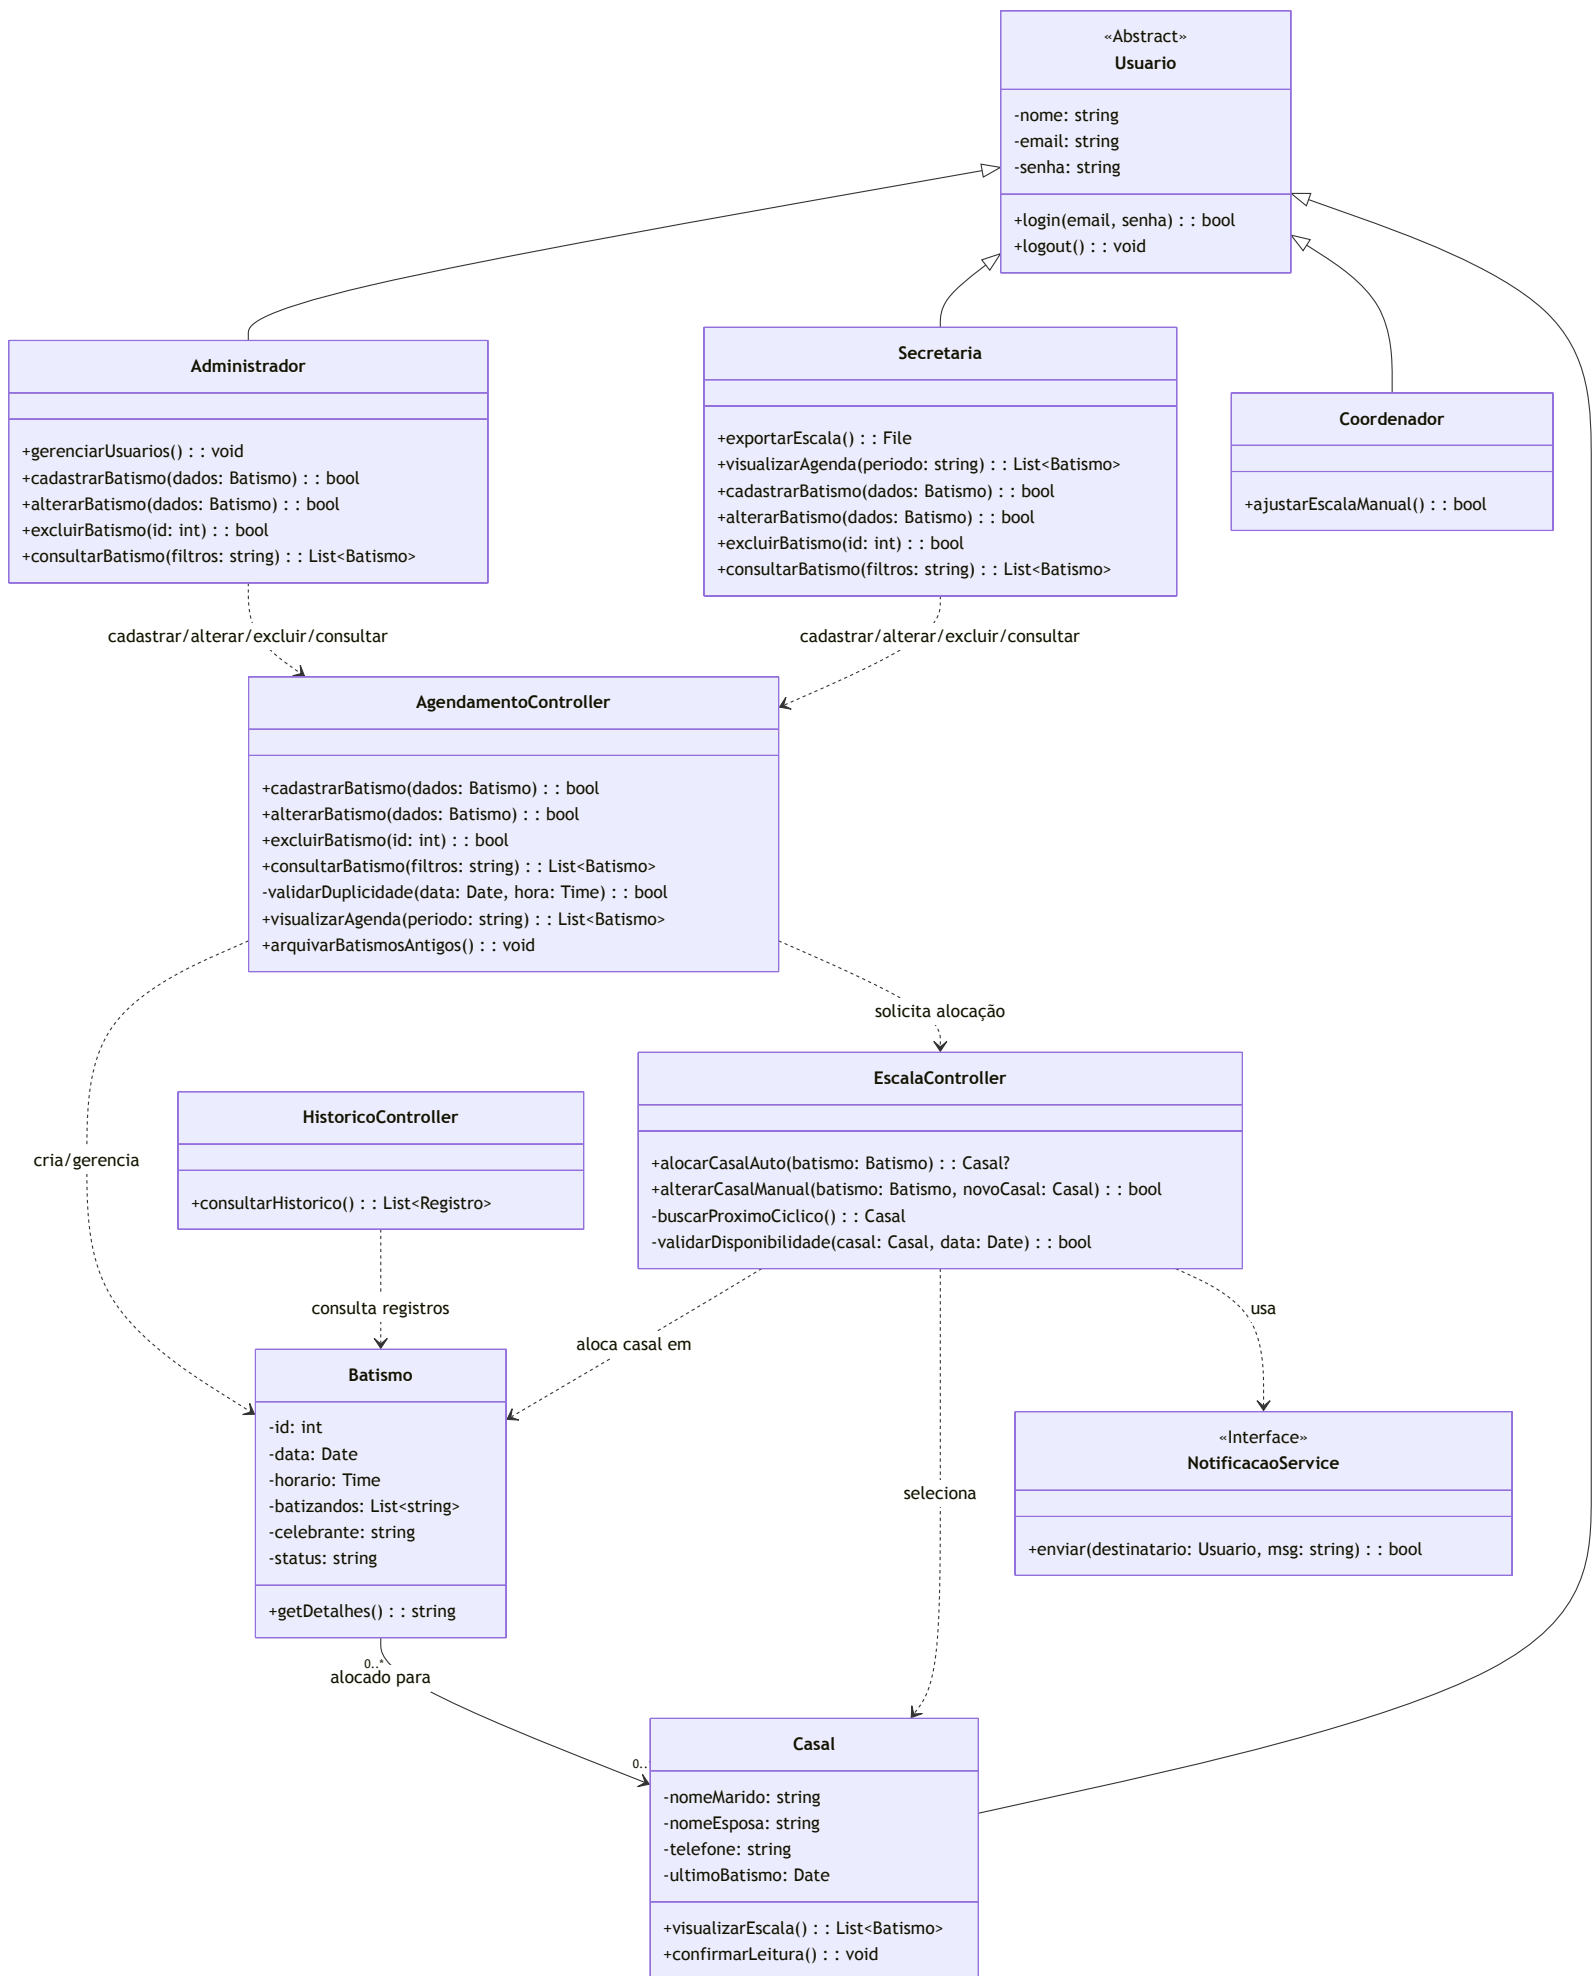 «Abstract»
Usuario
-nome: string
-email: string
-senha: string
+login(email, senha) : : bool
+logout() : : void
Administrador
+gerenciarUsuarios() : : void
+cadastrarBatismo(dados: Batismo) : : bool
+alterarBatismo(dados: Batismo) : : bool
+excluirBatismo(id: int) : : bool
+consultarBatismo(filtros: string) : : List<Batismo>
Secretaria
+exportarEscala() : : File
+visualizarAgenda(periodo: string) : : List<Batismo>
+cadastrarBatismo(dados: Batismo) : : bool
+alterarBatismo(dados: Batismo) : : bool
+excluirBatismo(id: int) : : bool
+consultarBatismo(filtros: string) : : List<Batismo>
Coordenador
+ajustarEscalaManual() : : bool
cadastrar/alterar/excluir/consultar
cadastrar/alterar/excluir/consultar
AgendamentoController
+cadastrarBatismo(dados: Batismo) : : bool
+alterarBatismo(dados: Batismo) : : bool
+excluirBatismo(id: int) : : bool
+consultarBatismo(filtros: string) : : List<Batismo>
-validarDuplicidade(data: Date, hora: Time) : : bool
+visualizarAgenda(periodo: string) : : List<Batismo>
+arquivarBatismosAntigos() : : void
solicita alocação
cria/gerencia
HistoricoController
+consultarHistorico() : : List<Registro>
EscalaController
+alocarCasalAuto(batismo: Batismo) : : Casal?
+alterarCasalManual(batismo: Batismo, novoCasal: Casal) : : bool
-buscarProximoCiclico() : : Casal
-validarDisponibilidade(casal: Casal, data: Date) : : bool
consulta registros
aloca casal em
usa
seleciona
Batismo
-id: int
-data: Date
-horario: Time
-batizandos: List<string>
-celebrante: string
-status: string
+getDetalhes() : : string
«Interface»
NotificacaoService
+enviar(destinatario: Usuario, msg: string) : : bool
0..*
alocado para
0..
Casal
-nomeMarido: string
-nomeEsposa: string
-telefone: string
-ultimoBatismo: Date
+visualizarEscala() : : List<Batismo>
+confirmarLeitura() : : void